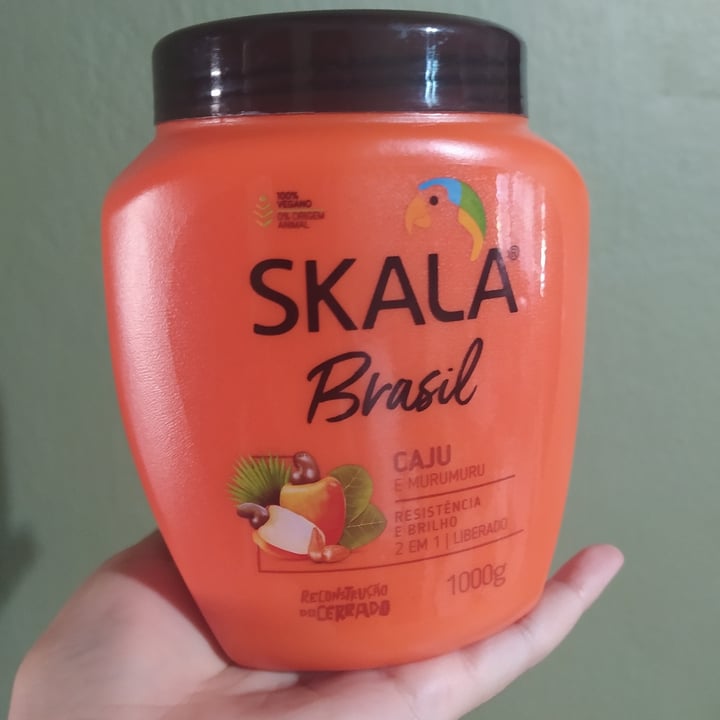 100%
VEGANO
0% ORIGEM
ANIMAL
SKALA®
Brasil
CAJU
E MURUMURU
RESISTÊNCIA
E BRILHO
2 EM 1 | LIBERADO
RECONSTRUÇÃO
DO CERRADO
1000g